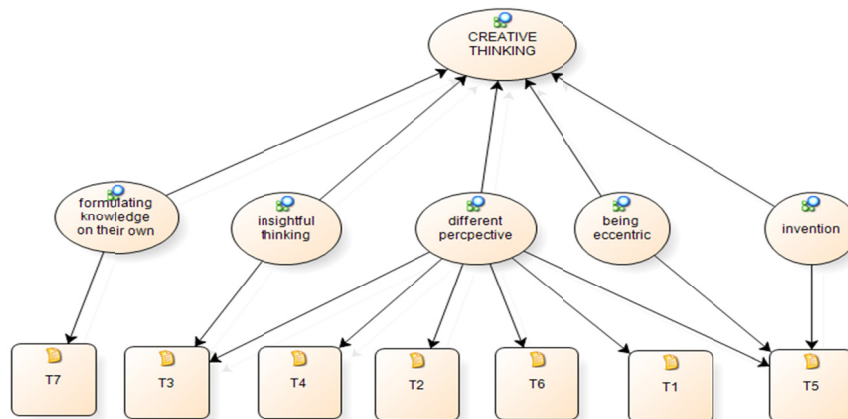 CREATIVE
THINKING
formulating
knowledge
on their own
insightful
thinking
different
percpective
being
eccentric
invention
T7
T3
T4
T2
T6
T1
T5